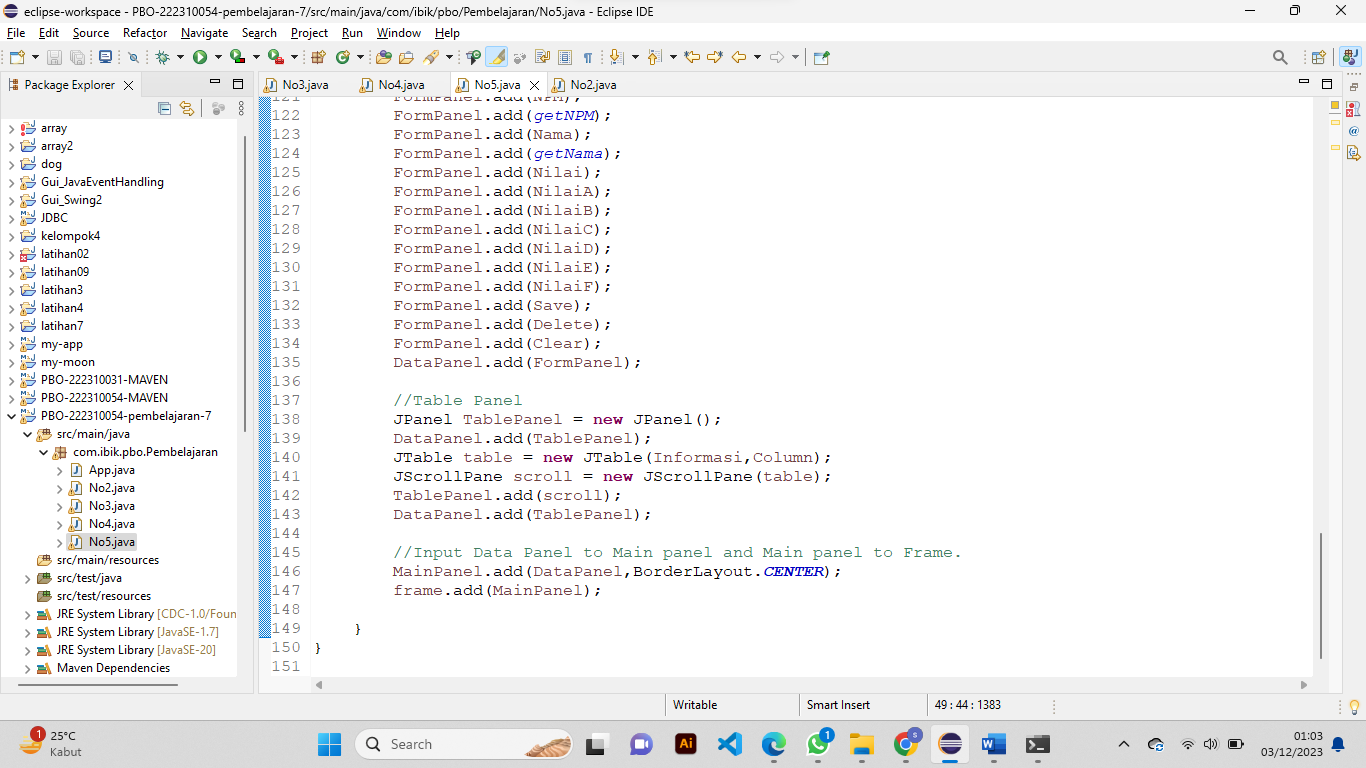 eclipse-workspace - PBO-222310054-pembelajaran-7/src/main/java/com/ibik/pbo/Pembelajaran/No5.java - Eclipse IDE
File Edit Source Refactor Navigate Search Project Run Window Help
Package Explorer
array
array2
dog
Gui_JavaEventHandling
Gui_Swing2
JDBC
kelompok4
latihan02
latihan09
latihan3
latihan4
latihan7
my-app
my-moon
PBO-222310031-MAVEN
PBO-222310054-MAVEN
PBO-222310054-pembelajaran-7
src/main/java
com.ibik.pbo.Pembelajaran
App.java
No2.java
No3.java
No4.java
No5.java
src/main/resources
src/test/java
src/test/resources
JRE System Library [CDC-1.0/Foun
JRE System Library [JavaSE-1.7]
JRE System Library [JavaSE-20]
Maven Dependencies
No3.java No4.java No5.java No2.java
121 FormPanel.add(NPM);
122 FormPanel.add(getNPM);
123 FormPanel.add(Nama);
124 FormPanel.add(getNama);
125 FormPanel.add(Nilai);
126 FormPanel.add(NilaiA);
127 FormPanel.add(NilaiB);
128 FormPanel.add(NilaiC);
129 FormPanel.add(NilaiD);
130 FormPanel.add(NilaiE);
131 FormPanel.add(NilaiF);
132 FormPanel.add(Save);
133 FormPanel.add(Delete);
134 FormPanel.add(Clear);
135 DataPanel.add(FormPanel);
136
137 //Table Panel
138 JPanel TablePanel = new JPanel();
139 DataPanel.add(TablePanel);
140 JTable table = new JTable(Informasi,Column);
141 JScrollPane scroll = new JScrollPane(table);
142 TablePanel.add(scroll);
143 DataPanel.add(TablePanel);
144
145 //Input Data Panel to Main panel and Main panel to Frame.
146 MainPanel.add(DataPanel,BorderLayout.CENTER);
147 frame.add(MainPanel);
148
149 }
150 }
151
Writable Smart Insert 49 : 44 : 1383
1
25°C
Kabut
Search
Ai
1
S
01:03
03/12/2023